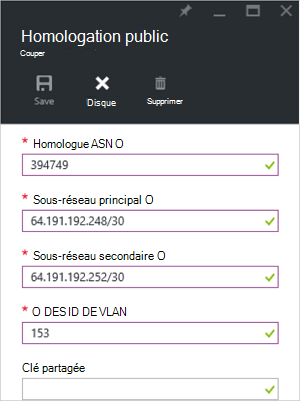 Homologation public
Couper
Save
Disque
Supprimer
* Homologue ASN O
394749
* Sous-réseau principal O
64.191.192.248/30
* Sous-réseau secondaire O
64.191.192.252/30
* O DES ID DE VLAN
153
Clé partagée